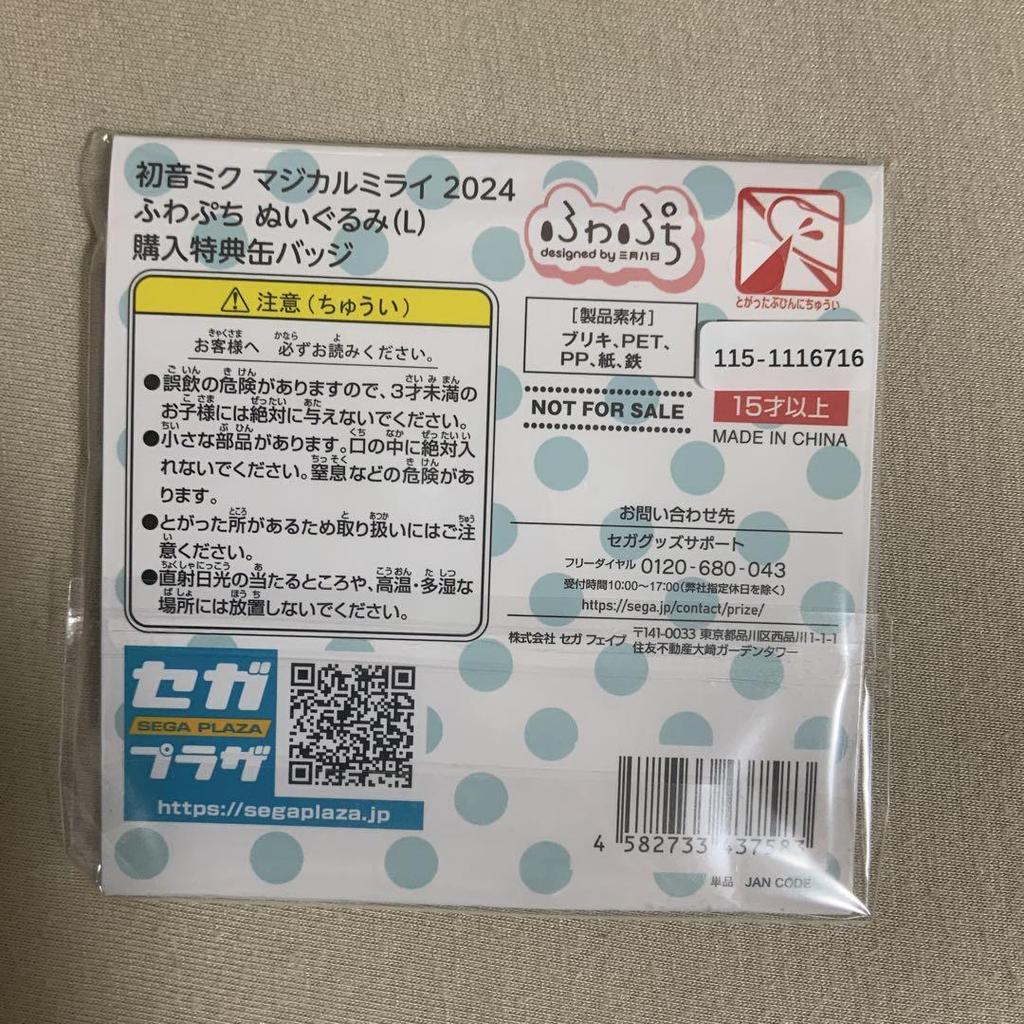 初音ミク マジカルミライ 2024
ふわぷち ぬいぐるみ(L)
購入特典缶バッジ
ふわぷち
designed by 三月八日
とがったぶひんにちゅうい
⚠ 注意(ちゅうい)
お客様へ 必ずお読みください。
●誤飲の危険がありますので、3才未満の
お子様には絶対に与えないでください。
●小さな部品があります。口の中に絶対入
れないでください。窒息などの危険があ
ります。
●とがった所があるため取り扱いにはご注
意ください。
●直射日光の当たるところや、高温・多湿な
場所には放置しないでください。
[製品素材]
ブリキ、PET、
PP、紙、鉄
115-1116716
NOT FOR SALE
15才以上
MADE IN CHINA
お問い合わせ先
セガグッズサポート
フリーダイヤル 0120-680-043
受付時間10:00~17:00(弊社指定休日を除く)
https://sega.jp/contact/prize/
株式会社 セガ フェイブ 〒141-0033 東京都品川区西品川1-1-1
住友不動産大崎ガーデンタワー
セガ
SEGA PLAZA
プラザ
https://segaplaza.jp
4 582733 437587
単品 JAN CODE